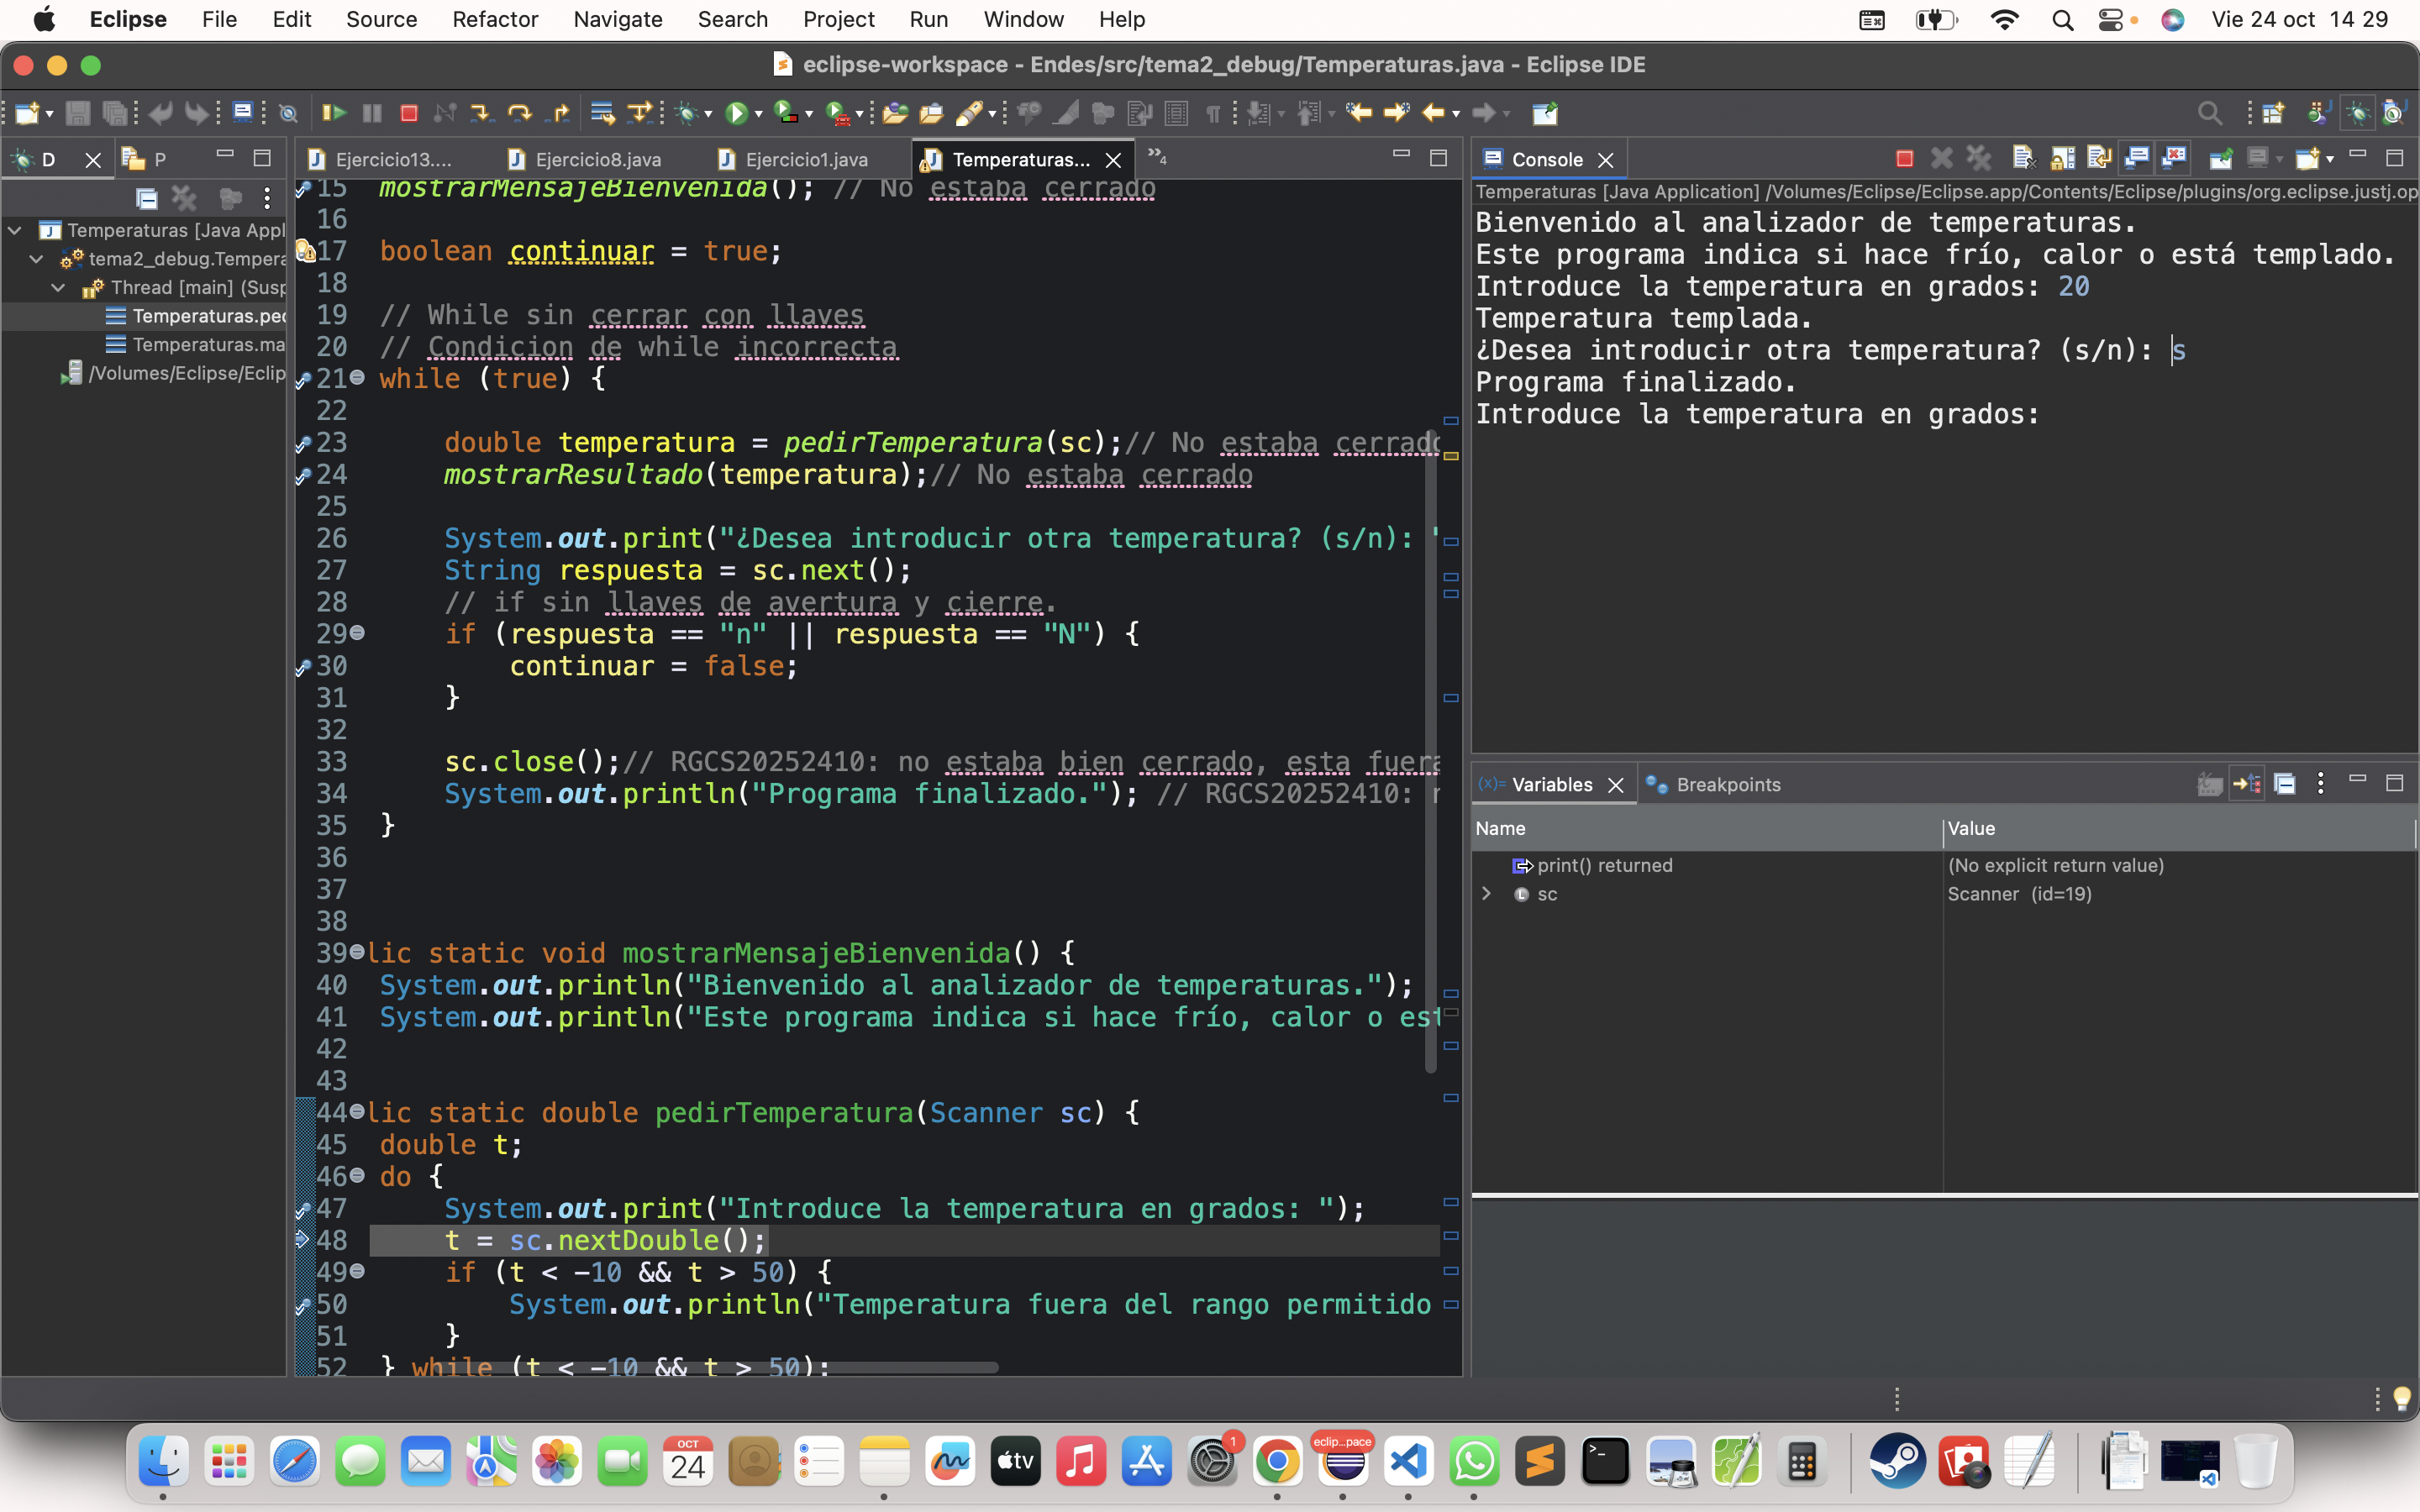 Eclipse File Edit Source Refactor Navigate Search Project Run Window Help Vie 24 oct 14 29
eclipse-workspace - Endes/src/tema2_debug/Temperaturas.java - Eclipse IDE
D P
Temperaturas [Java Appl
tema2_debug.Tempera
Thread [main] (Susp
Temperaturas.ped
Temperaturas.ma
/Volumes/Eclipse/Eclip
Ejercicio13.... Ejercicio8.java Ejercicio1.java Temperaturas... »4
15 mostrarMensajeBienvenida(); // No estaba cerrado
16
17 boolean continuar = true;
18
19 // While sin cerrar con llaves
20 // Condicion de while incorrecta
21 while (true) {
22
23 double temperatura = pedirTemperatura(sc);// No estaba cerrado
24 mostrarResultado(temperatura);// No estaba cerrado
25
26 System.out.print("¿Desea introducir otra temperatura? (s/n): "
27 String respuesta = sc.next();
28 // if sin llaves de avertura y cierre.
29 if (respuesta == "n" || respuesta == "N") {
30 continuar = false;
31 }
32
33 sc.close();// RGCS20252410: no estaba bien cerrado, esta fuera
34 System.out.println("Programa finalizado."); // RGCS20252410:
35 }
36
37
38
39 lic static void mostrarMensajeBienvenida() {
40 System.out.println("Bienvenido al analizador de temperaturas.");
41 System.out.println("Este programa indica si hace frío, calor o est
42
43
44 lic static double pedirTemperatura(Scanner sc) {
45 double t;
46 do {
47 System.out.print("Introduce la temperatura en grados: ");
48 t = sc.nextDouble();
49 if (t < -10 && t > 50) {
50 System.out.println("Temperatura fuera del rango permitido
51 }
52 } while (t < -10 && t > 50);
Console
Temperaturas [Java Application] /Volumes/Eclipse/Eclipse.app/Contents/Eclipse/plugins/org.eclipse.justj.op
Bienvenido al analizador de temperaturas.
Este programa indica si hace frío, calor o está templado.
Introduce la temperatura en grados: 20
Temperatura templada.
¿Desea introducir otra temperatura? (s/n): s
Programa finalizado.
Introduce la temperatura en grados:
(x)= Variables Breakpoints
Name Value
print() returned (No explicit return value)
sc Scanner (id=19)
OCT
24
tv
1
eclip...pace